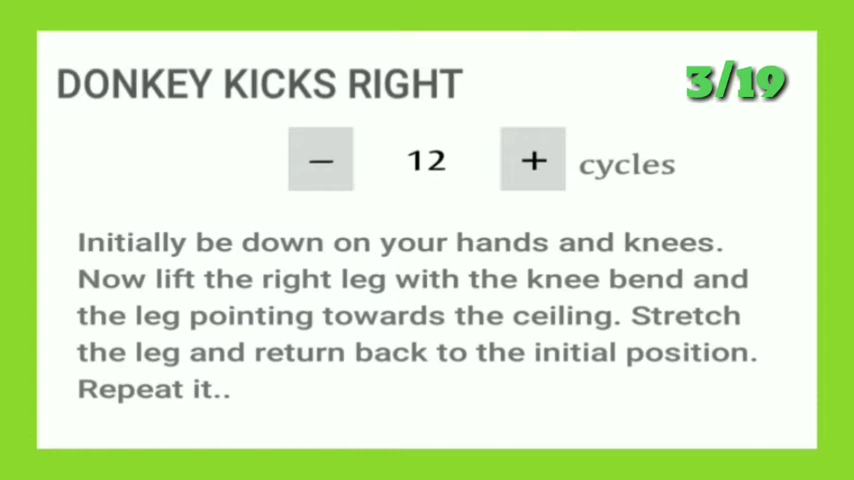 DONKEY KICKS RIGHT
3/19
− 12 + cycles
Initially be down on your hands and knees.
Now lift the right leg with the knee bend and
the leg pointing towards the ceiling. Stretch
the leg and return back to the initial position.
Repeat it..